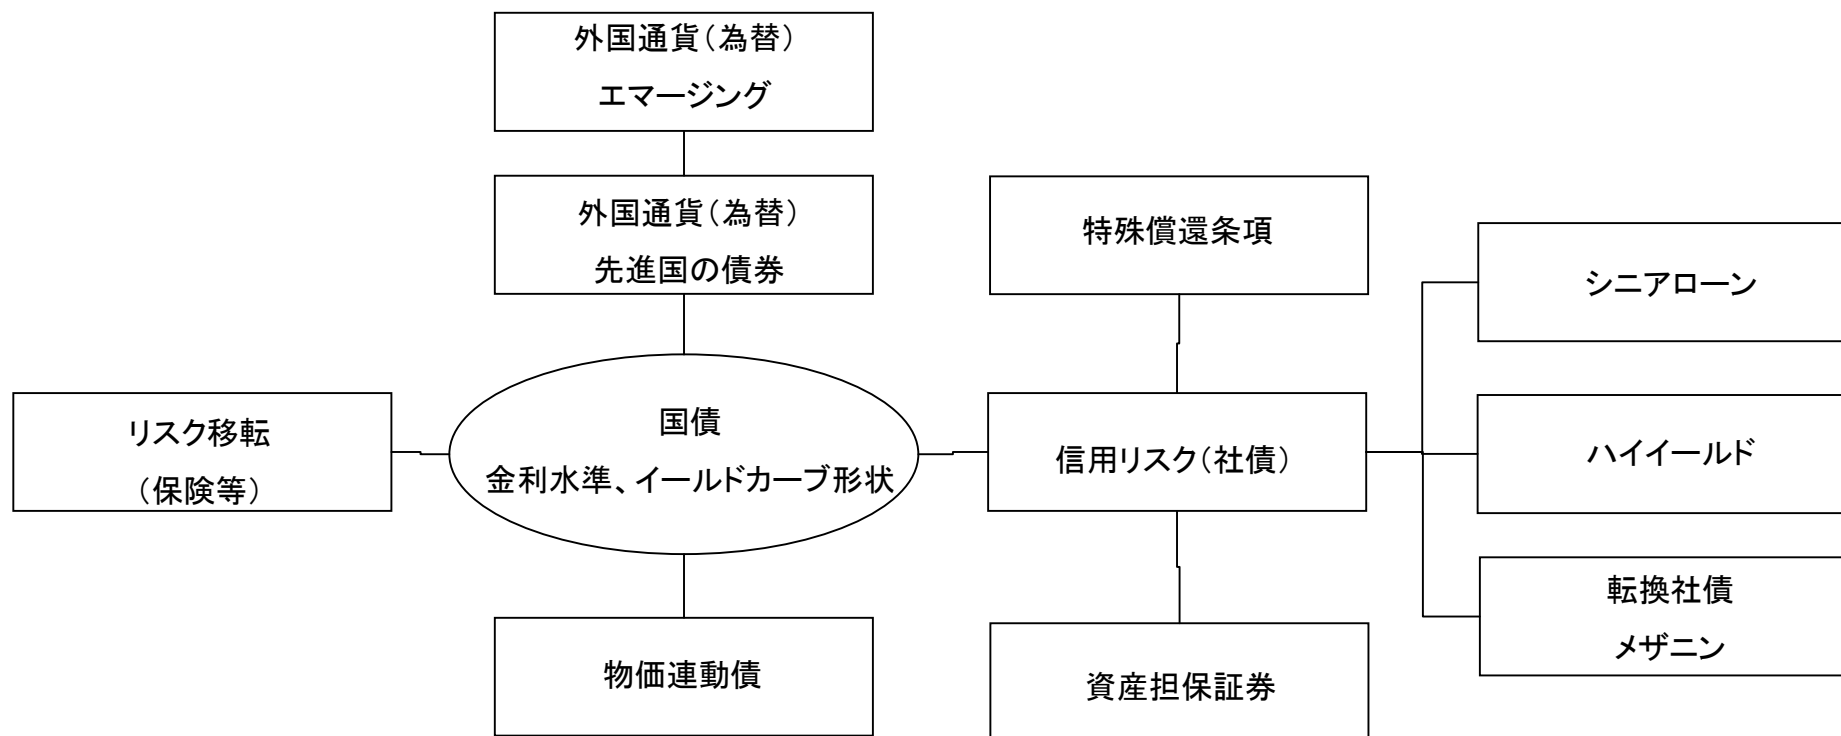 外国通貨(為替)
エマージング
外国通貨(為替)
先進国の債券
特殊償還条項
シニアローン
リスク移転
(保険等)
国債
金利水準、イールドカーブ形状
信用リスク(社債)
ハイイールド
物価連動債
資産担保証券
転換社債
メザニン